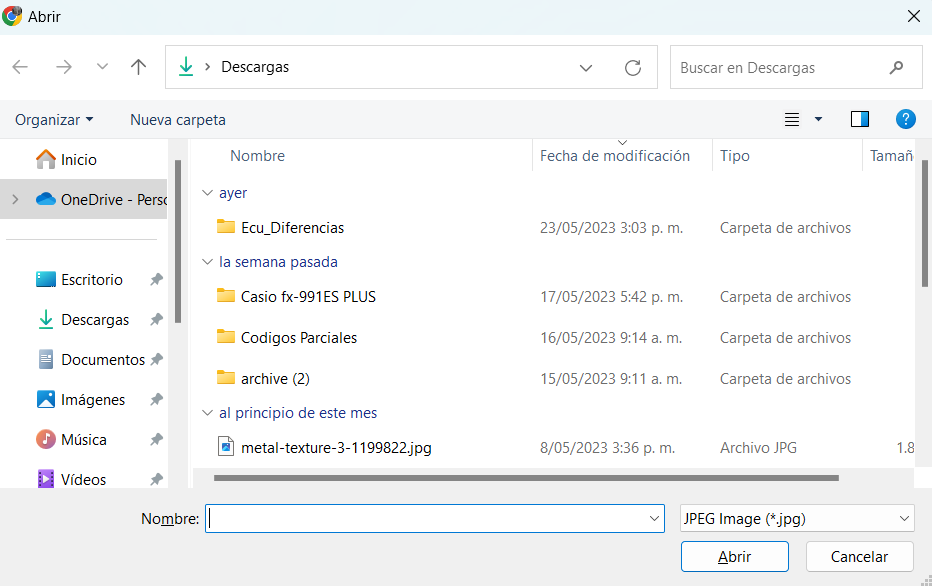 Abrir
Descargas
Buscar en Descargas
Organizar
Nueva carpeta
?
Nombre
Fecha de modificación
Tipo
Tamañ
Inicio
OneDrive - Perso
Escritorio
Descargas
Documentos
Imágenes
Música
Vídeos
ayer
Ecu_Diferencias 23/05/2023 3:03 p. m. Carpeta de archivos
la semana pasada
Casio fx-991ES PLUS 17/05/2023 5:42 p. m. Carpeta de archivos
Codigos Parciales 16/05/2023 9:14 a. m. Carpeta de archivos
archive (2) 15/05/2023 9:11 a. m. Carpeta de archivos
al principio de este mes
metal-texture-3-1199822.jpg 8/05/2023 3:36 p. m. Archivo JPG 1.8
Nombre:
JPEG Image (*.jpg)
Abrir
Cancelar